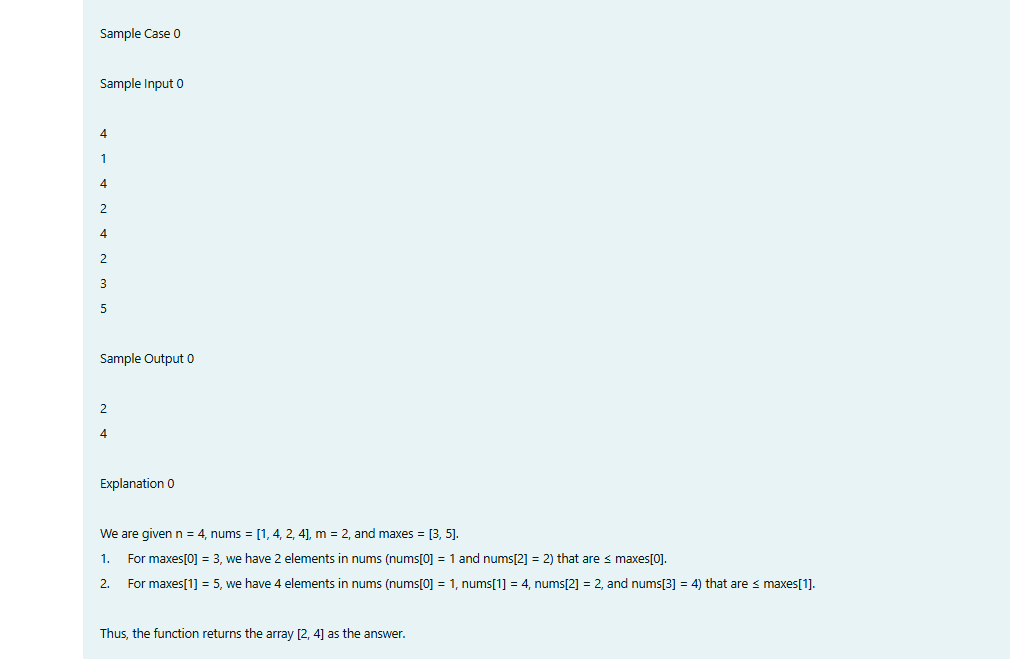 Sample Case 0
Sample Input 0
4
1
4
2
4
2
3
5
Sample Output 0
2
4
Explanation 0
We are given n = 4, nums = [1, 4, 2, 4], m = 2, and maxes = [3, 5].
1. For maxes[0] = 3, we have 2 elements in nums (nums[0] = 1 and nums[2] = 2) that are ≤ maxes[0].
2. For maxes[1] = 5, we have 4 elements in nums (nums[0] = 1, nums[1] = 4, nums[2] = 2, and nums[3] = 4) that are ≤ maxes[1].
Thus, the function returns the array [2, 4] as the answer.